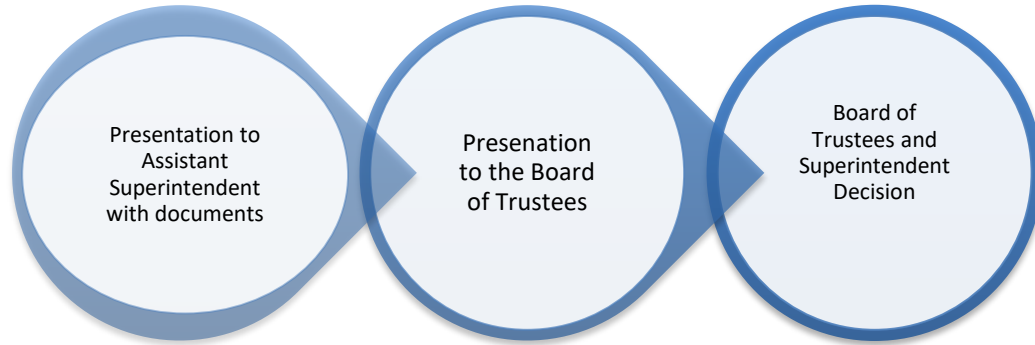 Presentation to
Assistant
Superintendent
with documents
Presenation
to the Board
of Trustees
Board of
Trustees and
Superintendent
Decision